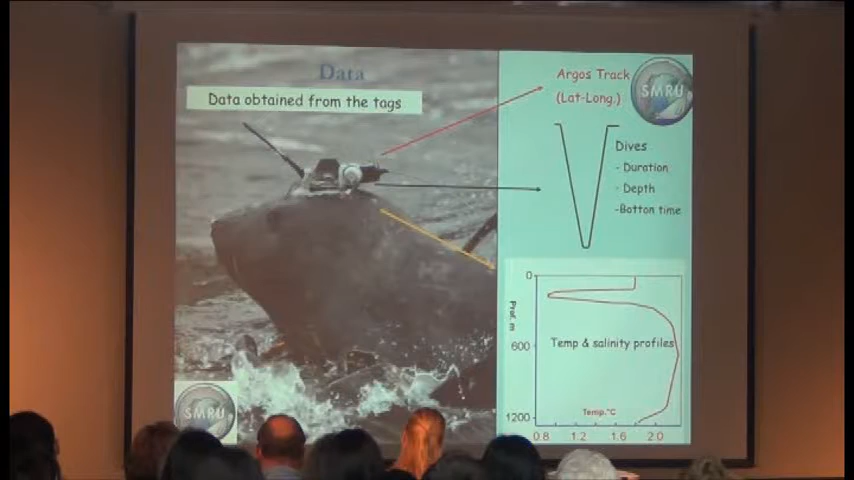 Data
Data obtained from the tags
Argos Track
(Lat-Long.)
SMRU
Dives
- Duration
- Depth
-Botton time
0
600
1200
Prof. m
Temp & salinity profiles
Temp.°C
0.8 1.2 1.6 2.0
SMRU